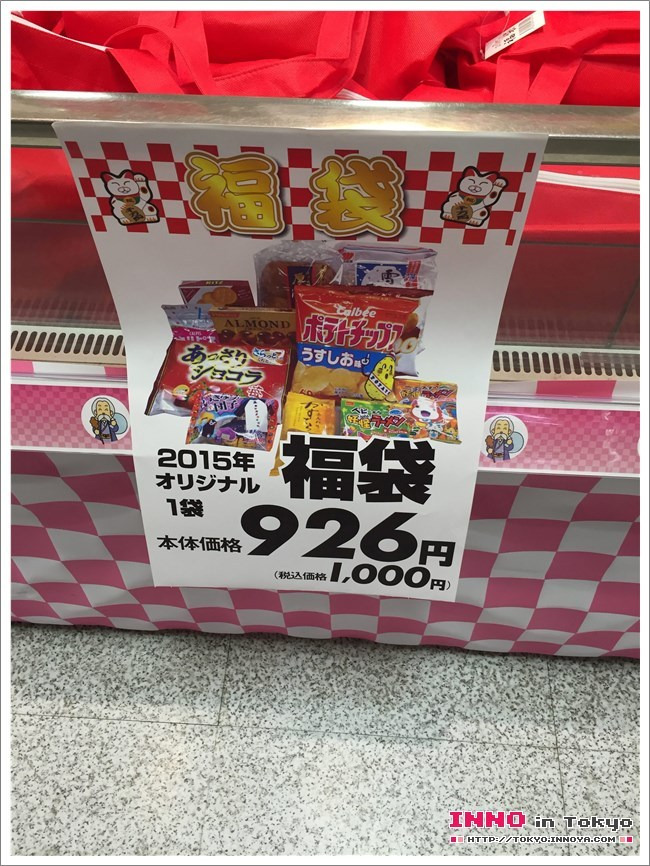 福袋
RITZ
ALMOND
Calbee
ポテトチップス
うすしお味
あっさり
ショコラ
2015年
オリジナル
1袋
福袋
本体価格 926円
(税込価格 1,000円)
INNO in Tokyo
HTTP://TOKYO.INNOYA.COM